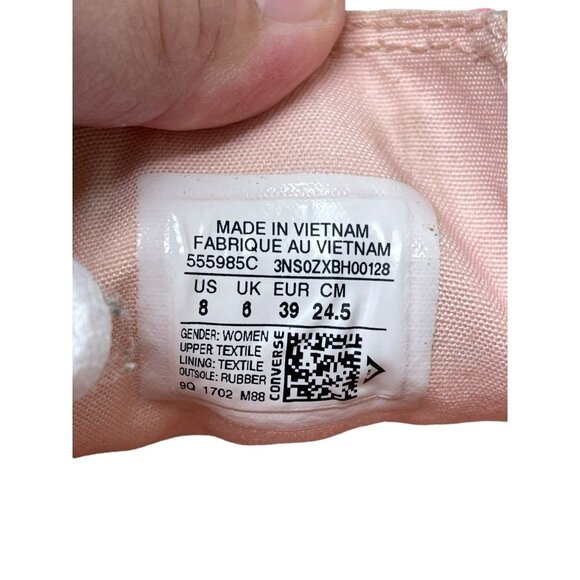 MADE IN VIETNAM
FABRIQUE AU VIETNAM
555985C 3NS0ZXBH00128
US UK EUR CM
8 6 39 24.5
GENDER: WOMEN
UPPER TEXTILE
LINING: TEXTILE
OUTSOLE: RUBBER
9Q 1702 M88
CONVERSE